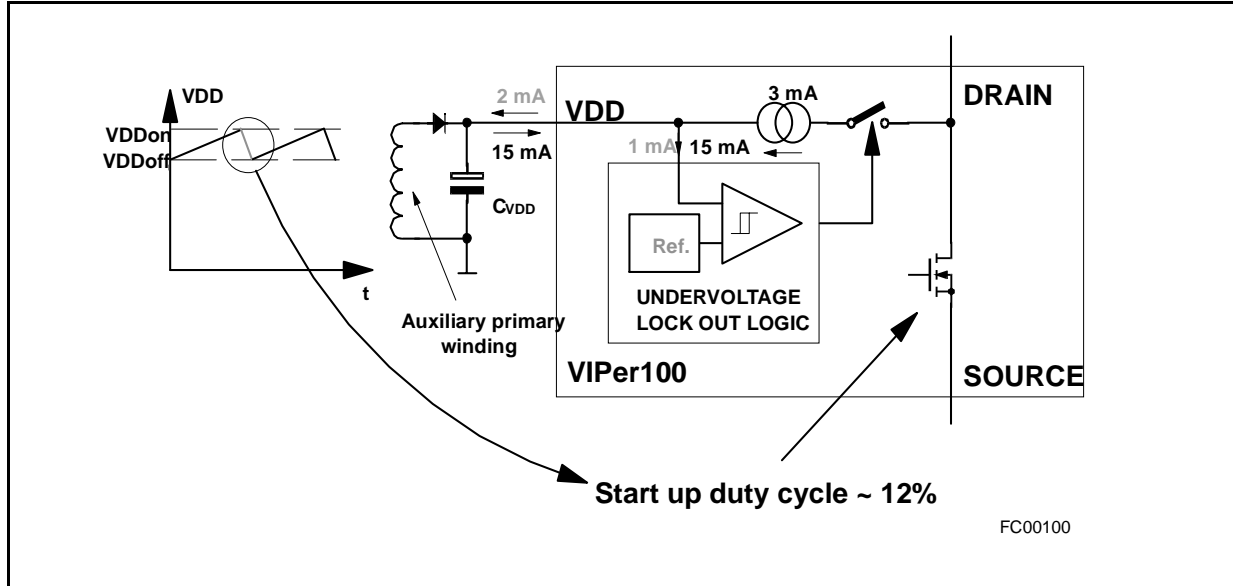 VDD
VDDon
VDDoff
t
2 mA
15 mA
CVDD
Auxiliary primary
winding
VDD
1 mA
15 mA
3 mA
DRAIN
Ref.
UNDERVOLTAGE
LOCK OUT LOGIC
VIPer100
SOURCE
Start up duty cycle ~ 12%
FC00100